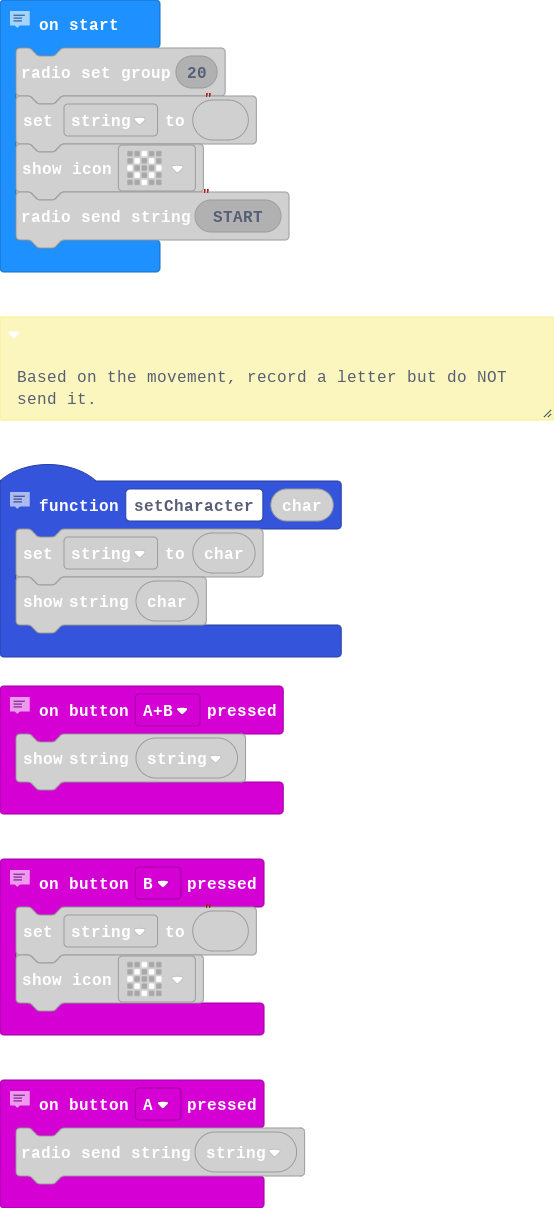 on start
radio set group 20
set string to
show icon
radio send string START
Based on the movement, record a letter but do NOT
send it.
function setCharacter char
set string to char
show string char
on button A+B pressed
show string string
on button B pressed
set string to
show icon
on button A pressed
radio send string string